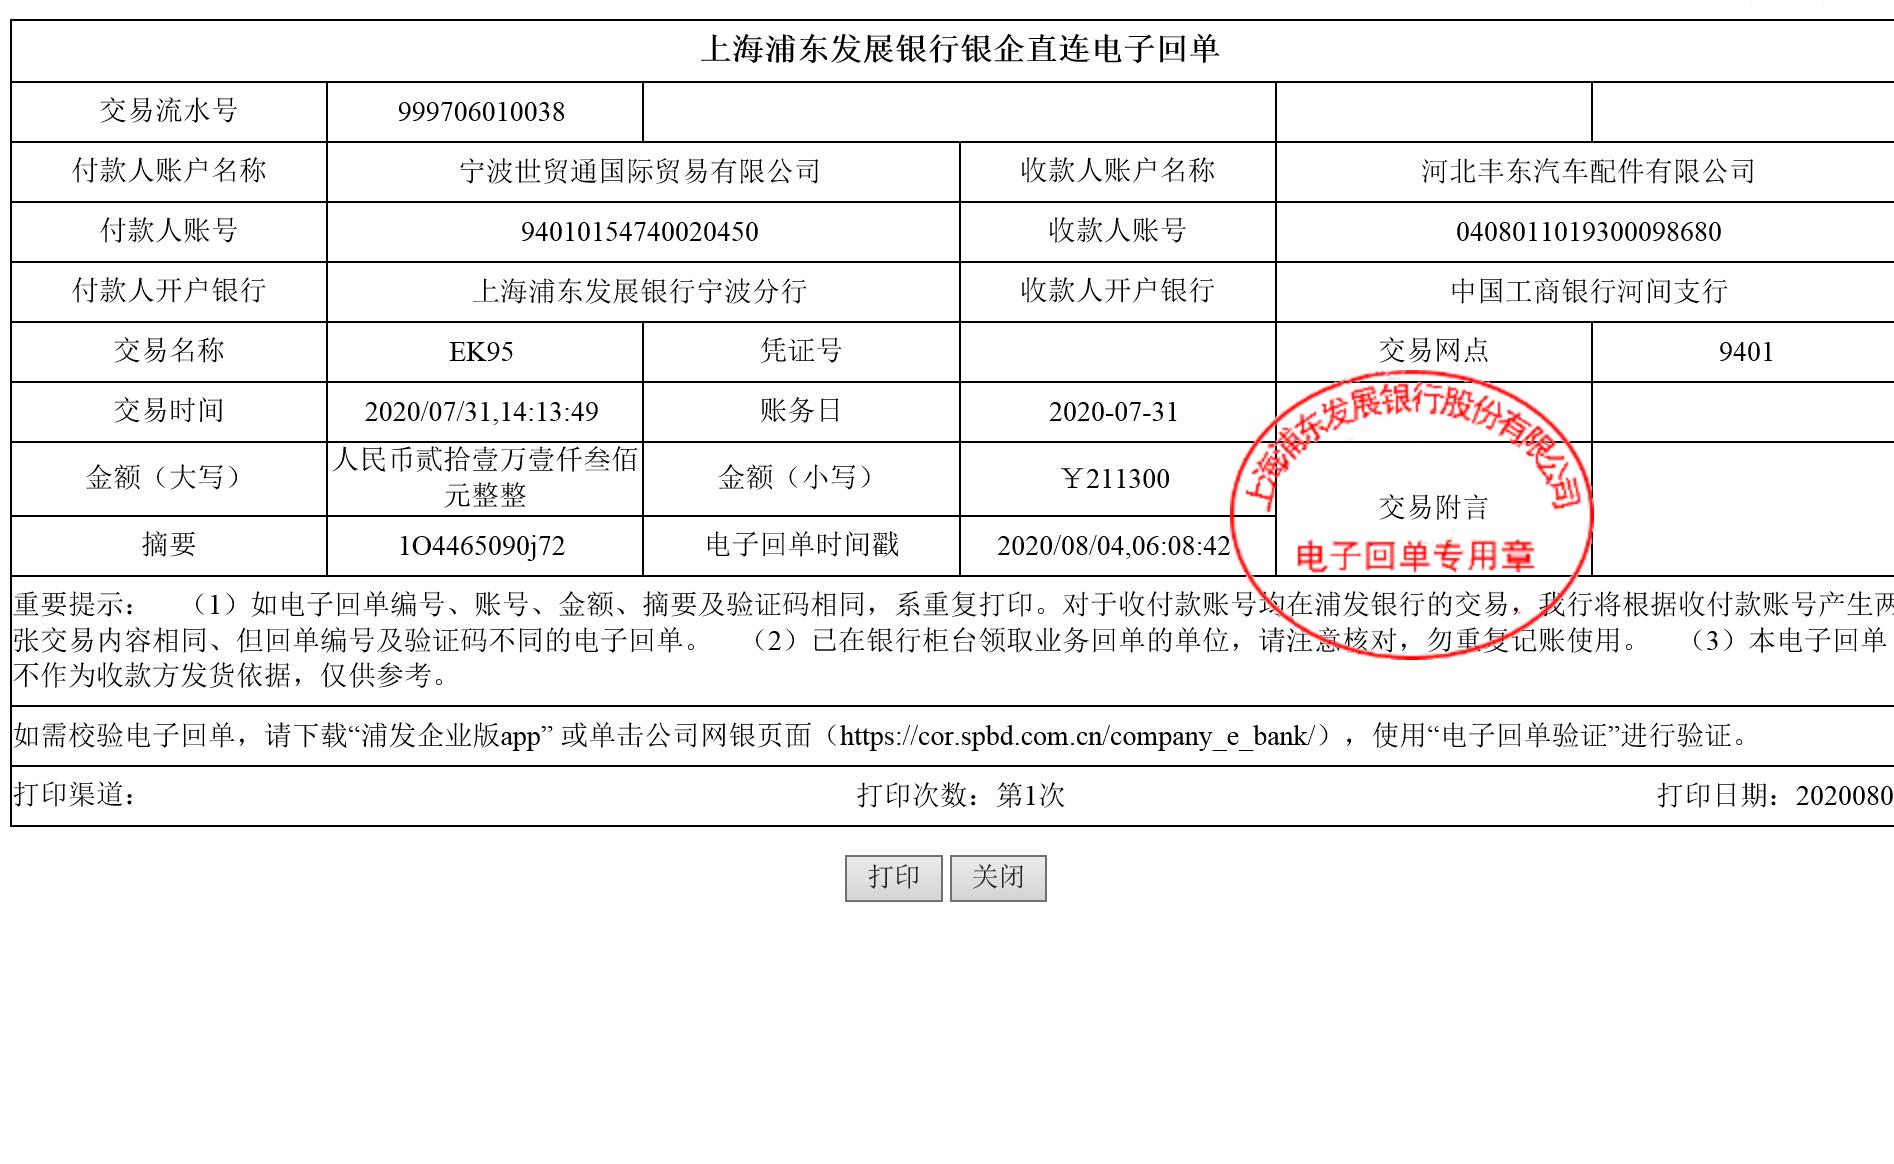 上海浦东发展银行银企直连电子回单
交易流水号 999706010038
付款人账户名称 宁波世贸通国际贸易有限公司 收款人账户名称 河北丰东汽车配件有限公司
付款人账号 94010154740020450 收款人账号 0408011019300098680
付款人开户银行 上海浦东发展银行宁波分行 收款人开户银行 中国工商银行河间支行
交易名称 EK95 凭证号 交易网点 9401
交易时间 2020/07/31,14:13:49 账务日 2020-07-31
金额（大写） 人民币贰拾壹万壹仟叁佰
元整整 金额（小写） ￥211300
交易附言
摘要 1O4465090j72 电子回单时间戳 2020/08/04,06:08:42
上海浦东发展银行股份有限公司
电子回单专用章
重要提示： （1）如电子回单编号、账号、金额、摘要及验证码相同，系重复打印。对于收付款账号均在浦发银行的交易，我行将根据收付款账号产生两
张交易内容相同、但回单编号及验证码不同的电子回单。 （2）已在银行柜台领取业务回单的单位，请注意核对，勿重复记账使用。 （3）本电子回单
不作为收款方发货依据，仅供参考。
如需校验电子回单，请下载“浦发企业版app” 或单击公司网银页面（https://cor.spbd.com.cn/company_e_bank/），使用“电子回单验证”进行验证。
打印渠道： 打印次数：第1次 打印日期：2020080
打印 关闭